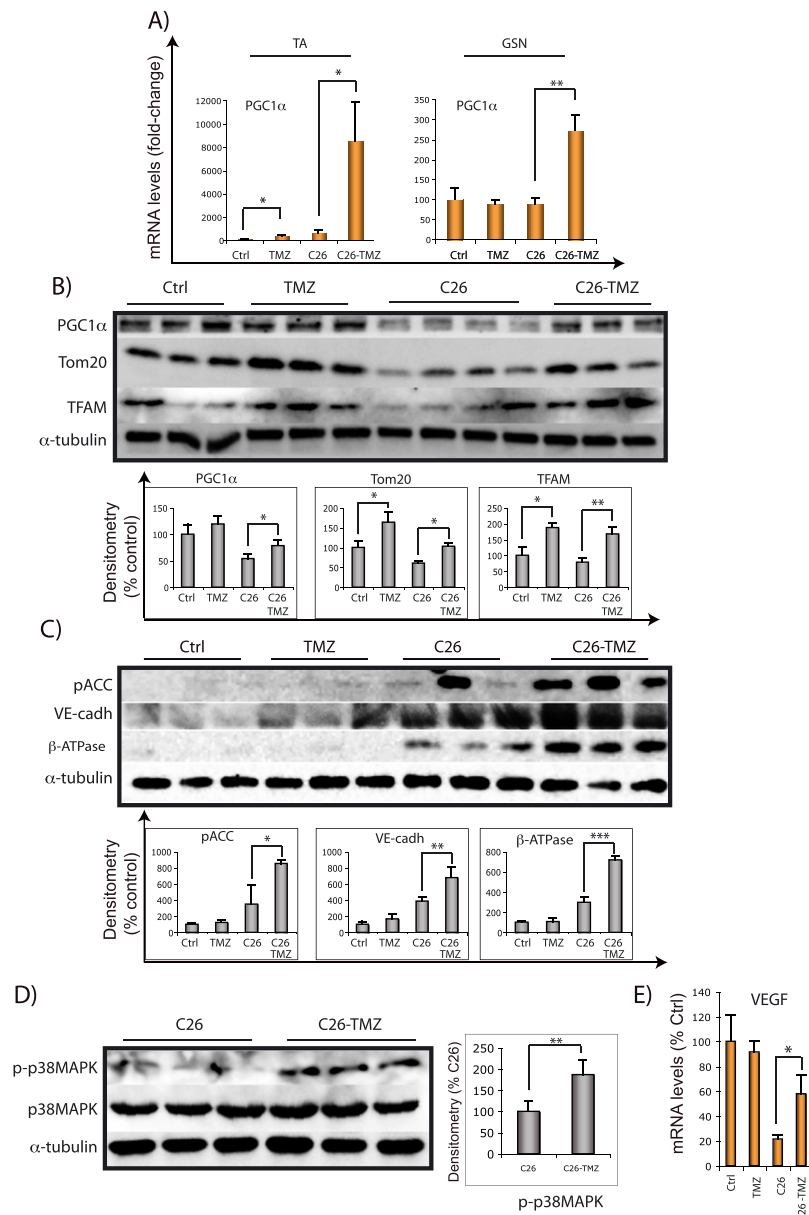 A)
TA
GSN
mRNA levels (fold-change)
PGC1α
*
*
12000
10000
8000
6000
4000
2000
0
Ctrl TMZ C26 C26-TMZ
PGC1α
**
350
300
250
200
150
100
50
0
Ctrl TMZ C26 C26-TMZ
B)
Ctrl TMZ C26 C26-TMZ
PGC1α
Tom20
TFAM
α-tubulin
Densitometry
(% control)
PGC1α
*
150
100
50
0
Ctrl TMZ C26 C26
TMZ
Tom20
*
*
200
150
100
50
0
Ctrl TMZ C26 C26
TMZ
TFAM
*
**
250
200
150
100
50
0
Ctrl TMZ C26 C26
TMZ
C)
Ctrl TMZ C26 C26-TMZ
pACC
VE-cadh
β-ATPase
α-tubulin
Densitometry
(% control)
pACC
*
1000
800
600
400
200
0
Ctrl TMZ C26 C26
TMZ
VE-cadh
**
1000
800
600
400
200
0
Ctrl TMZ C26 C26
TMZ
β-ATPase
***
800
600
400
200
0
Ctrl TMZ C26 C26
TMZ
D)
C26 C26-TMZ
p-p38MAPK
p38MAPK
α-tubulin
Densitometry (% C26)
**
250
200
150
100
50
0
C26 C26-TMZ
p-p38MAPK
E)
VEGF
mRNA levels (% Ctrl)
*
140
120
100
80
60
40
20
0
Ctrl
TMZ
C26
26-TMZ